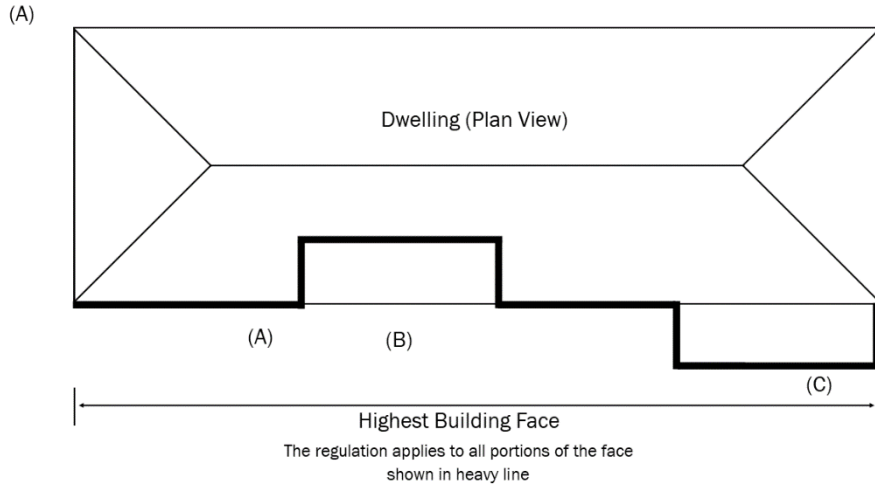 (A)
Dwelling (Plan View)
(A)
(B)
(C)
Highest Building Face
The regulation applies to all portions of the face
shown in heavy line